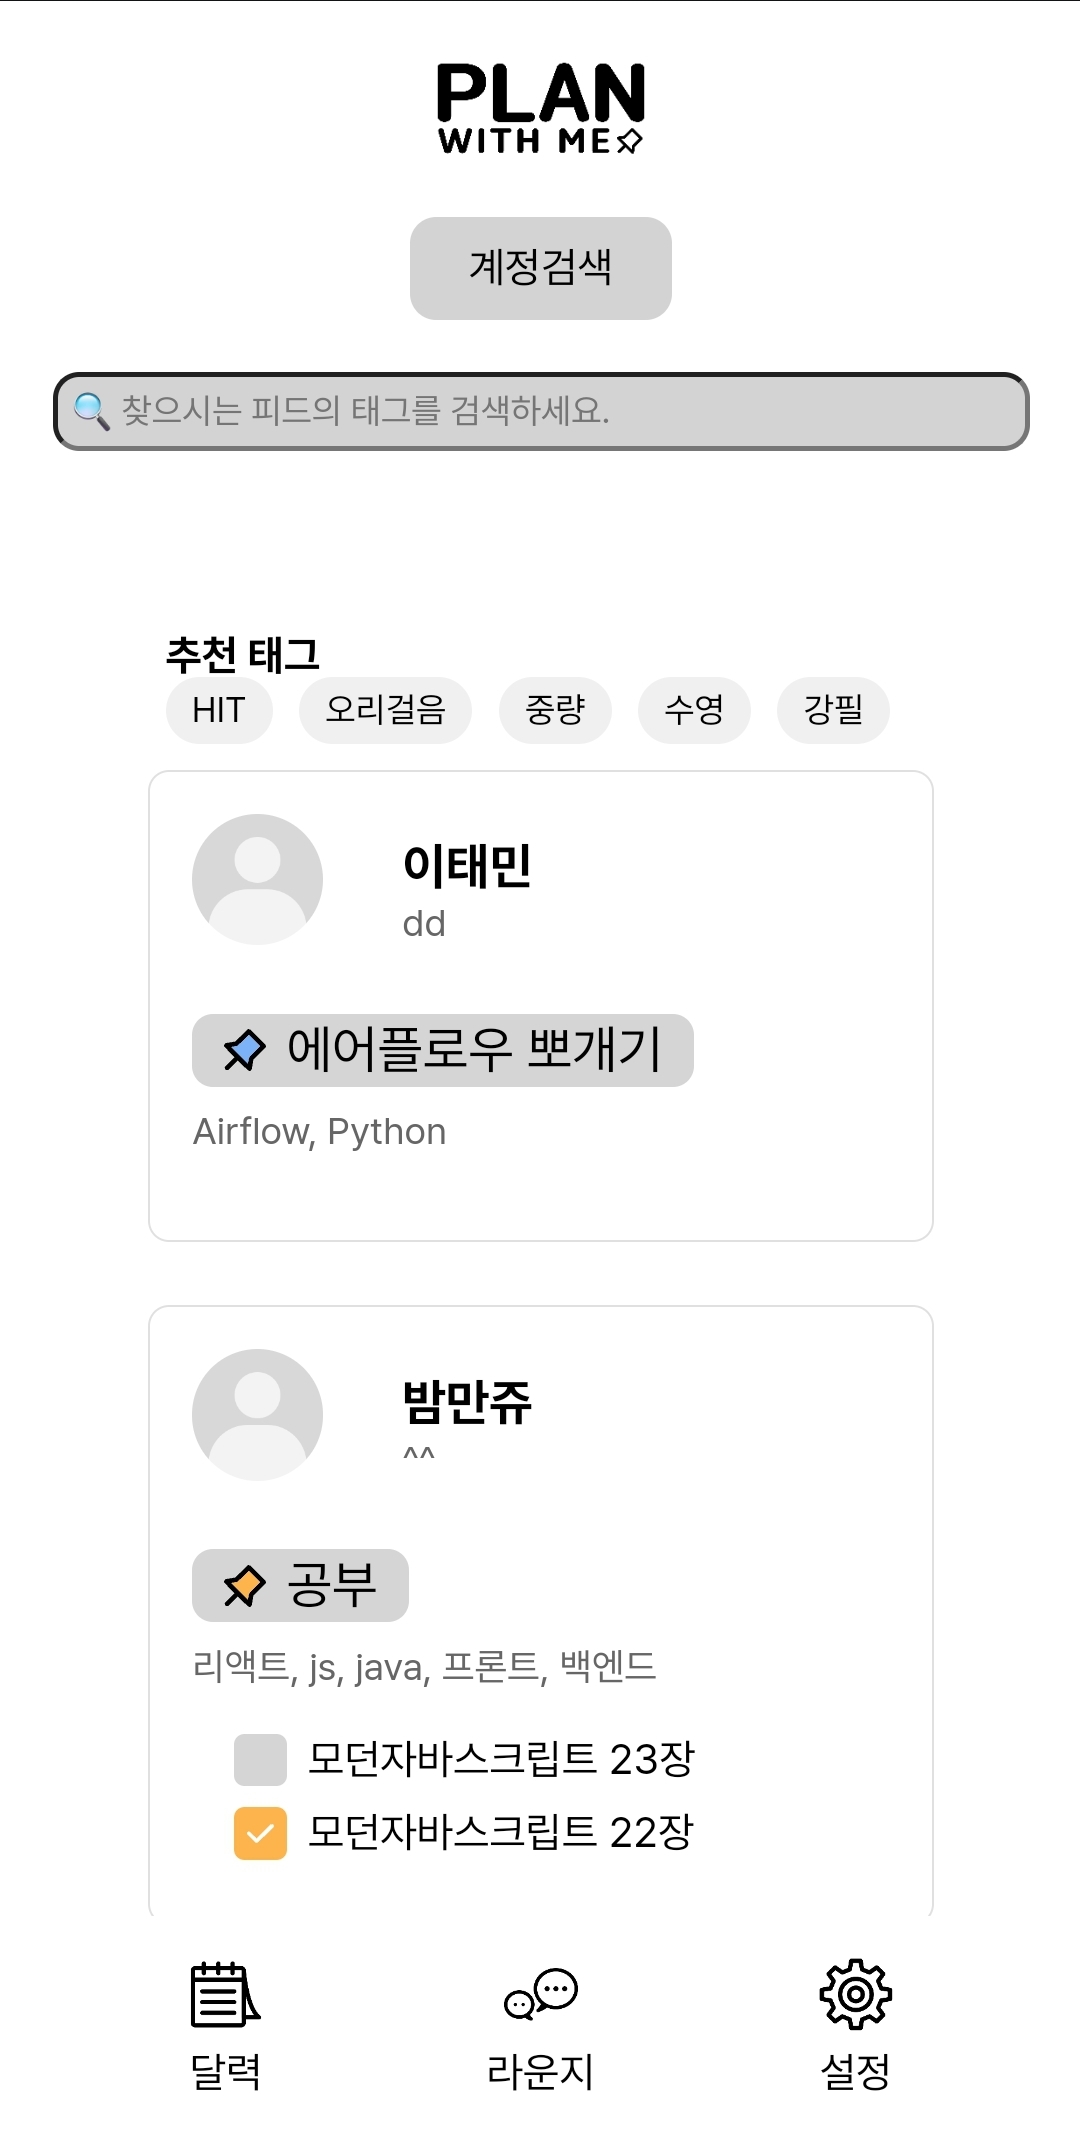 PLAN
WITH ME
계정검색
찾으시는 피드의 태그를 검색하세요.
추천 태그
HIT 오리걸음 중량 수영 강필
이태민
dd
에어플로우 뽀개기
Airflow, Python
밤만쥬
^^
공부
리액트, js, java, 프론트, 백엔드
모던자바스크립트 23장
모던자바스크립트 22장
달력 라운지 설정